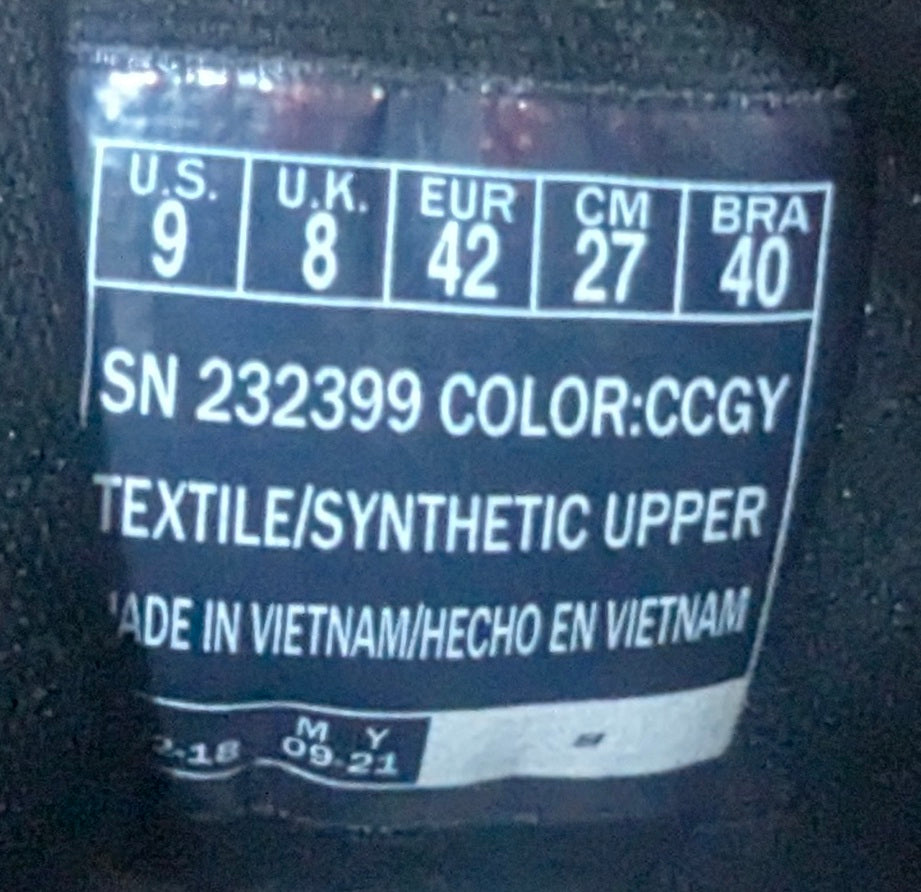 U.S. U.K. EUR CM BRA
9 8 42 27 40
SN 232399 COLOR:CCGY
TEXTILE/SYNTHETIC UPPER
MADE IN VIETNAM/HECHO EN VIETNAM
M Y
09-21